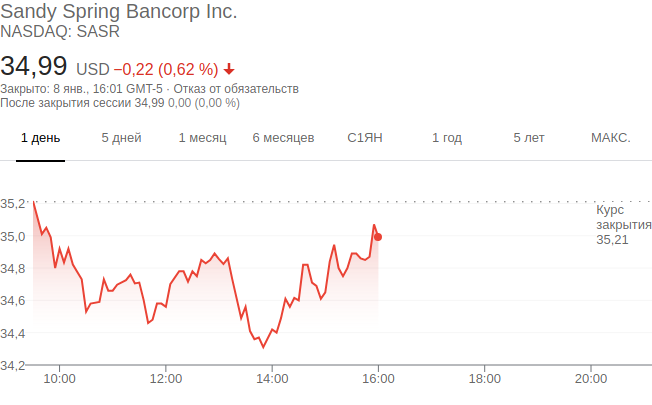 Sandy Spring Bancorp Inc.
NASDAQ: SASR
34,99 USD −0,22 (0,62 %)
Закрыто: 8 янв., 16:01 GMT-5 · Отказ от обязательств
После закрытия сессии 34,99 0,00 (0,00 %)
1 день 5 дней 1 месяц 6 месяцев С1ЯН 1 год 5 лет МАКС.
35,2
Курс
закрытия
35,21
35,0
34,8
34,6
34,4
34,2
10:00 12:00 14:00 16:00 18:00 20:00